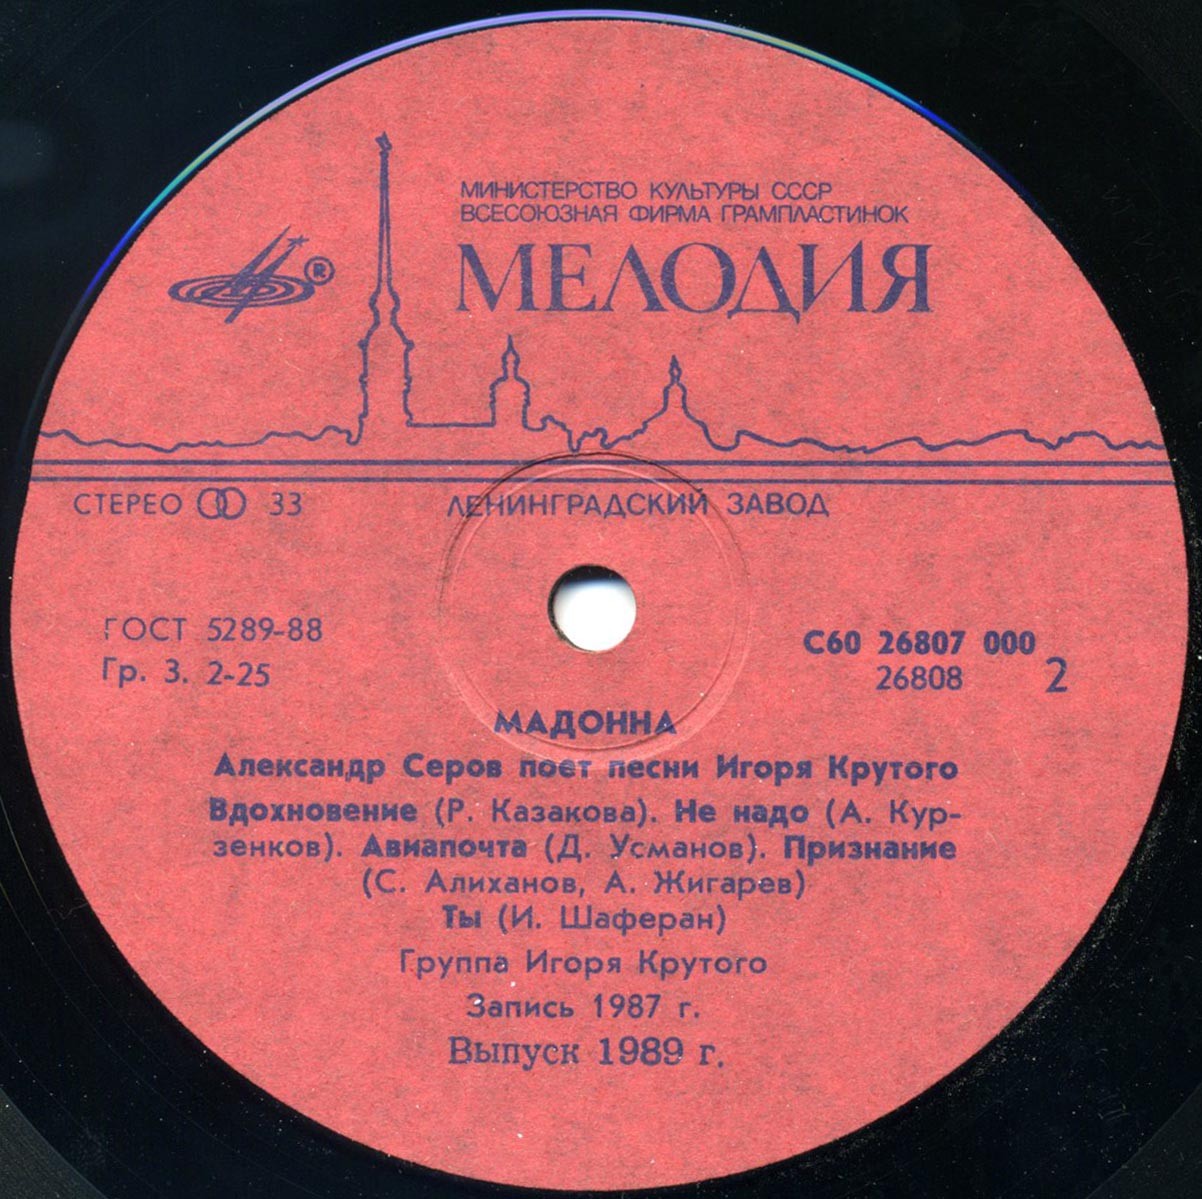 МИНИСТЕРСТВО КУЛЬТУРЫ СССР
ВСЕСОЮЗНАЯ ФИРМА ГРАМПЛАСТИНОК
®
МЕЛОДИЯ
СТЕРЕО 33
ЛЕНИНГРАДСКИЙ ЗАВОД
ГОСТ 5289-88
Гр. 3. 2-25
С60 26807 000
26808 2
МАДОННА
Александр Серов поет песни Игоря Крутого
Вдохновение (Р. Казакова). Не надо (А. Кур-
зенков). Авиапочта (Д. Усманов). Признание
(С. Алиханов, А. Жигарев)
Ты (И. Шаферан)
Группа Игоря Крутого
Запись 1987 г.
Выпуск 1989 г.